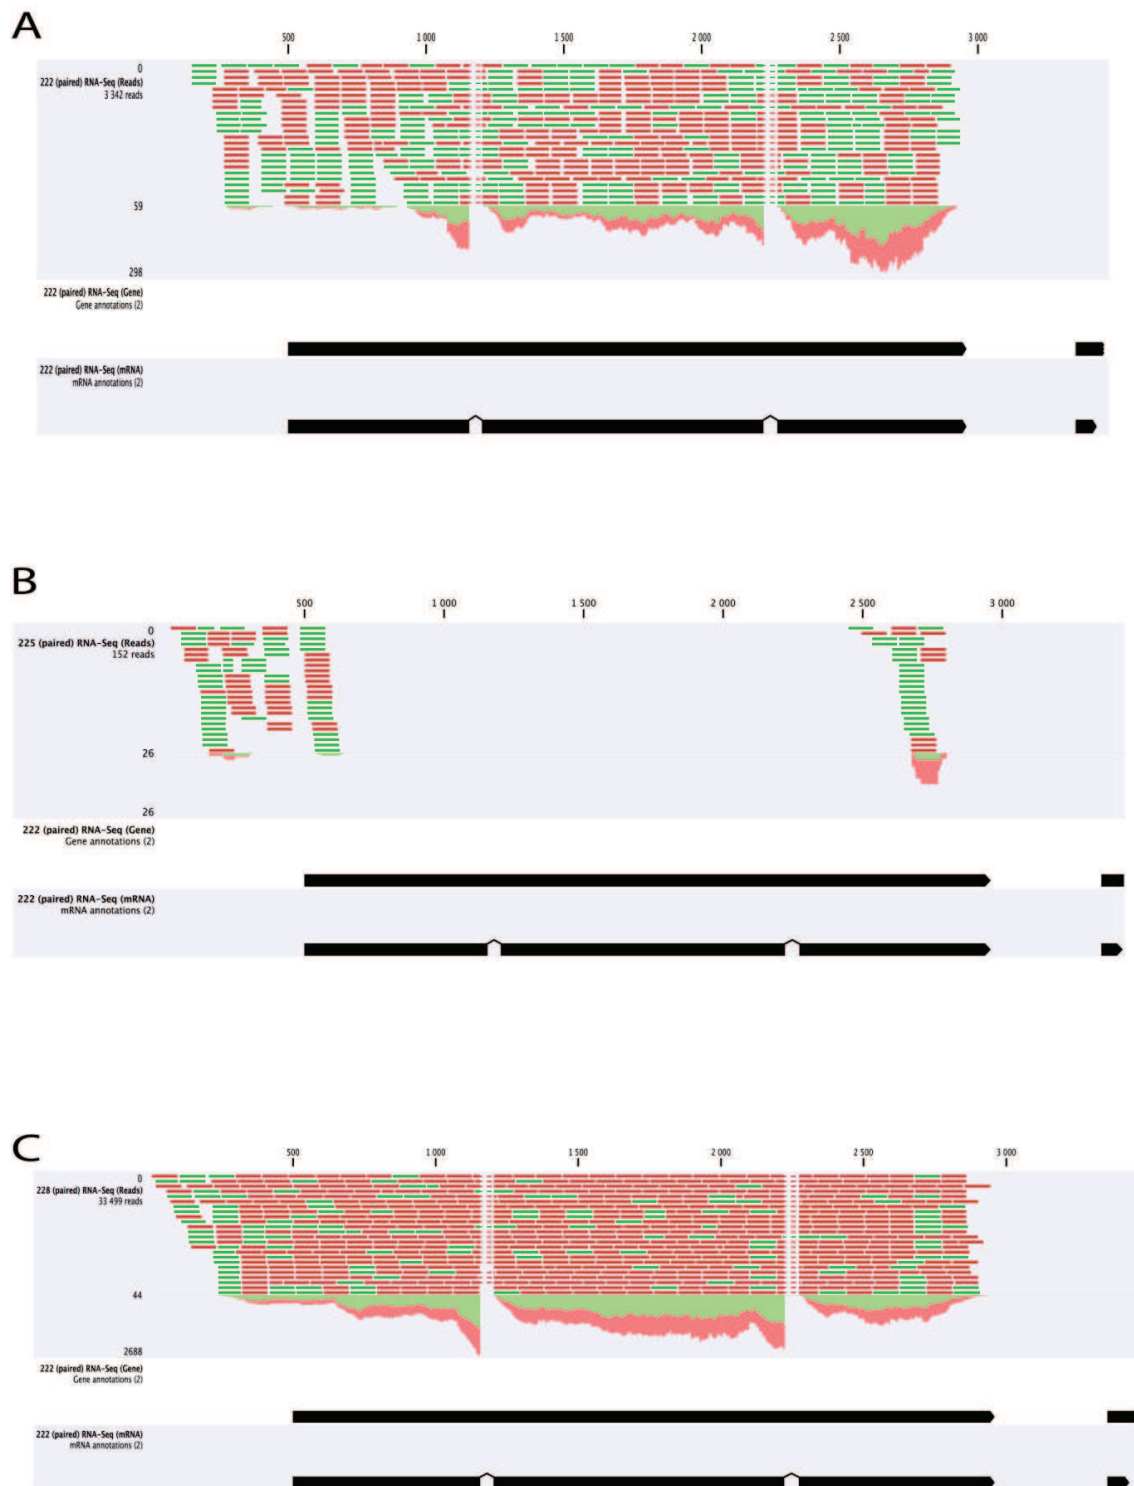 A
500 1 000 1 500 2 000 2 500 3 000
0
222 (paired) RNA-Seq (Reads)
3 342 reads
59
298
222 (paired) RNA-Seq (Gene)
Gene annotations (2)
222 (paired) RNA-Seq (mRNA)
mRNA annotations (2)
B
500 1 000 1 500 2 000 2 500 3 000
0
225 (paired) RNA-Seq (Reads)
152 reads
26
26
222 (paired) RNA-Seq (Gene)
Gene annotations (2)
222 (paired) RNA-Seq (mRNA)
mRNA annotations (2)
C
500 1 000 1 500 2 000 2 500 3 000
0
228 (paired) RNA-Seq (Reads)
33 499 reads
44
2688
222 (paired) RNA-Seq (Gene)
Gene annotations (2)
222 (paired) RNA-Seq (mRNA)
mRNA annotations (2)